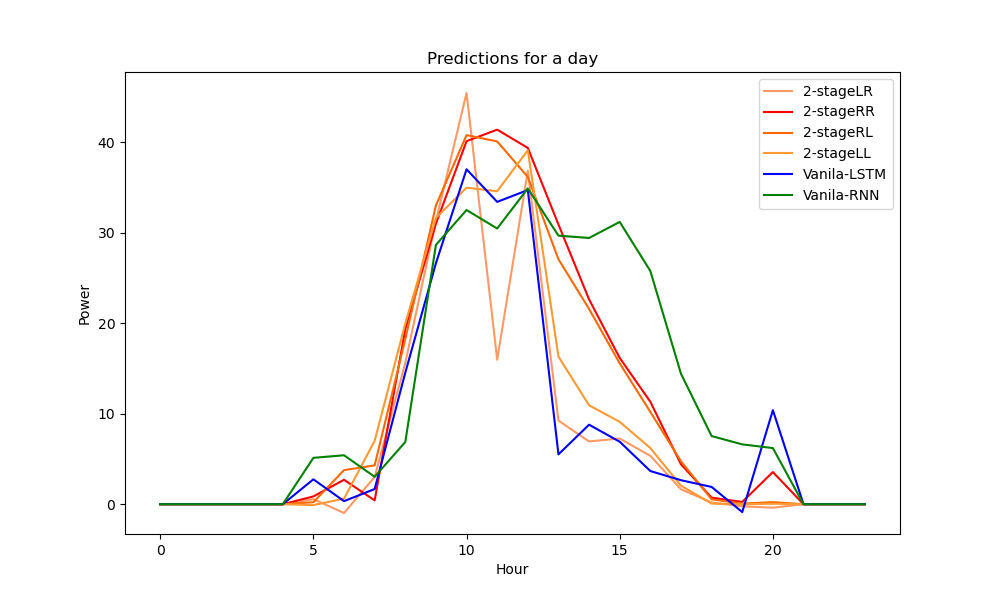 Predictions for a day
2-stageLR
2-stageRR
2-stageRL
2-stageLL
Vanila-LSTM
Vanila-RNN
Power
40
30
20
10
0
0 5 10 15 20
Hour